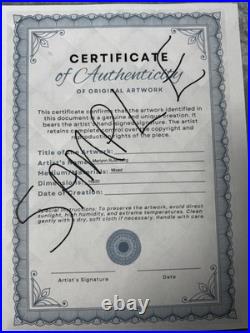 CERTIFICATE
of Authenticity
OF ORIGINAL ARTWORK
This certificate confirms that the artwork identified in
this document is a genuine and unique creation. It bears the
artist's hand-signed signature. The artist
retains complete control over the copyright and
reproduction rights of the piece.
SAMPLE
Title of the Artwork:
Artist's Name:
Medium/Materials: Mixed
Dimensions:
Date of Creation:
Instructions: To preserve the artwork, avoid direct
sunlight, high humidity, and extreme temperatures. Clean
gently with a dry, soft cloth if necessary. Handle with care.
Artist's Signature
Date